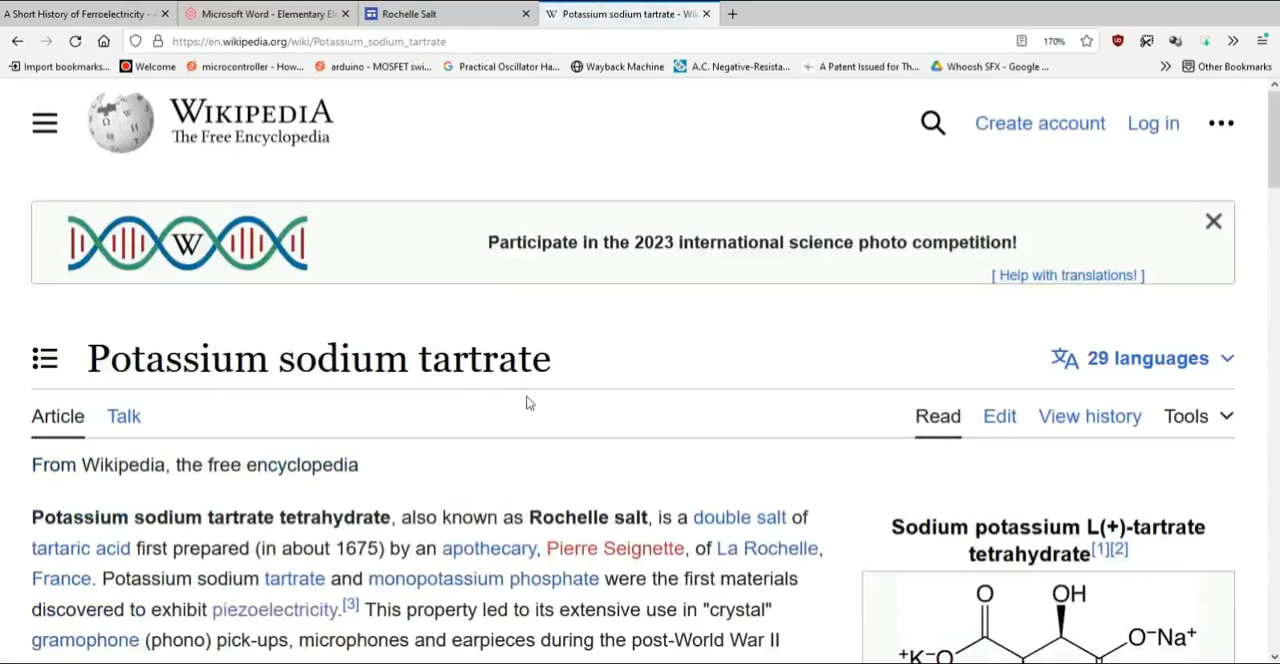 A Short History of Ferroelectricity -
Microsoft Word - Elementary El
Rochelle Salt
W Potassium sodium tartrate - Wik
https://en.wikipedia.org/wiki/Potassium_sodium_tartrate
170%
Import bookmarks...
Welcome
microcontroller - How...
arduino - MOSFET swi...
Practical Oscillator Ha...
Wayback Machine
A.C. Negative-Resista...
A Patent Issued for Th...
Whoosh SFX - Google ...
Other Bookmarks
WIKIPEDIA
The Free Encyclopedia
Create account
Log in
W
Participate in the 2023 international science photo competition!
[ Help with translations! ]
Potassium sodium tartrate
29 languages
Article Talk
Read Edit View history Tools
From Wikipedia, the free encyclopedia
Potassium sodium tartrate tetrahydrate, also known as Rochelle salt, is a double salt of
tartaric acid first prepared (in about 1675) by an apothecary, Pierre Seignette, of La Rochelle,
France. Potassium sodium tartrate and monopotassium phosphate were the first materials
discovered to exhibit piezoelectricity.[3] This property led to its extensive use in "crystal"
gramophone (phono) pick-ups, microphones and earpieces during the post-World War II
Sodium potassium L(+)-tartrate
tetrahydrate[1][2]
O OH
O⁻Na⁺
⁺K⁻O